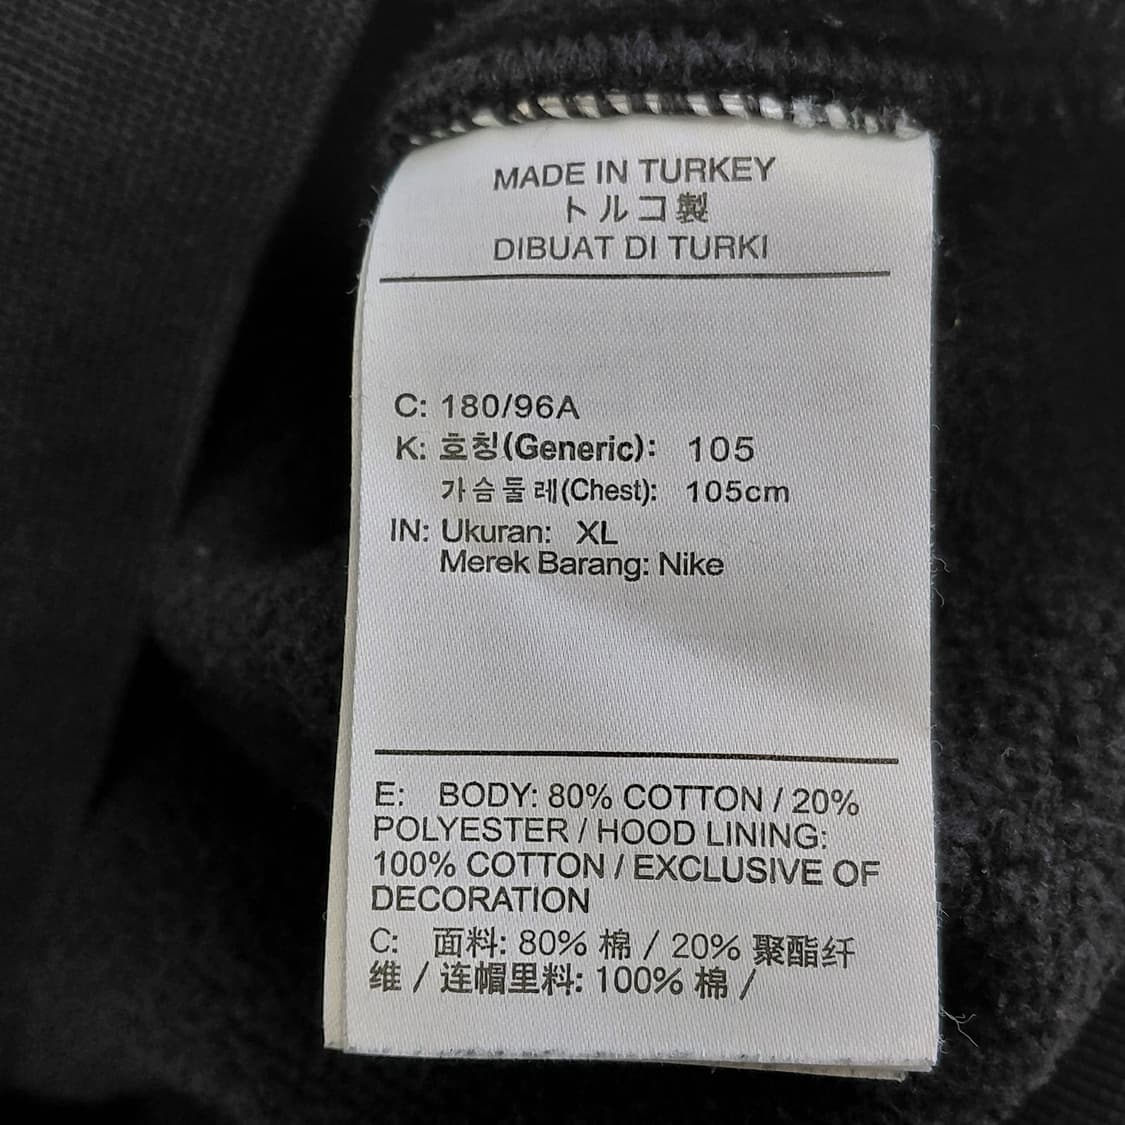 MADE IN TURKEY
トルコ製
DIBUAT DI TURKI
C: 180/96A
K: 호칭(Generic): 105
가슴둘레(Chest): 105cm
IN: Ukuran: XL
Merek Barang: Nike
E: BODY: 80% COTTON / 20%
POLYESTER / HOOD LINING:
100% COTTON / EXCLUSIVE OF
DECORATION
C: 面料: 80% 棉 / 20% 聚酯纤
维 / 连帽里料: 100% 棉 /